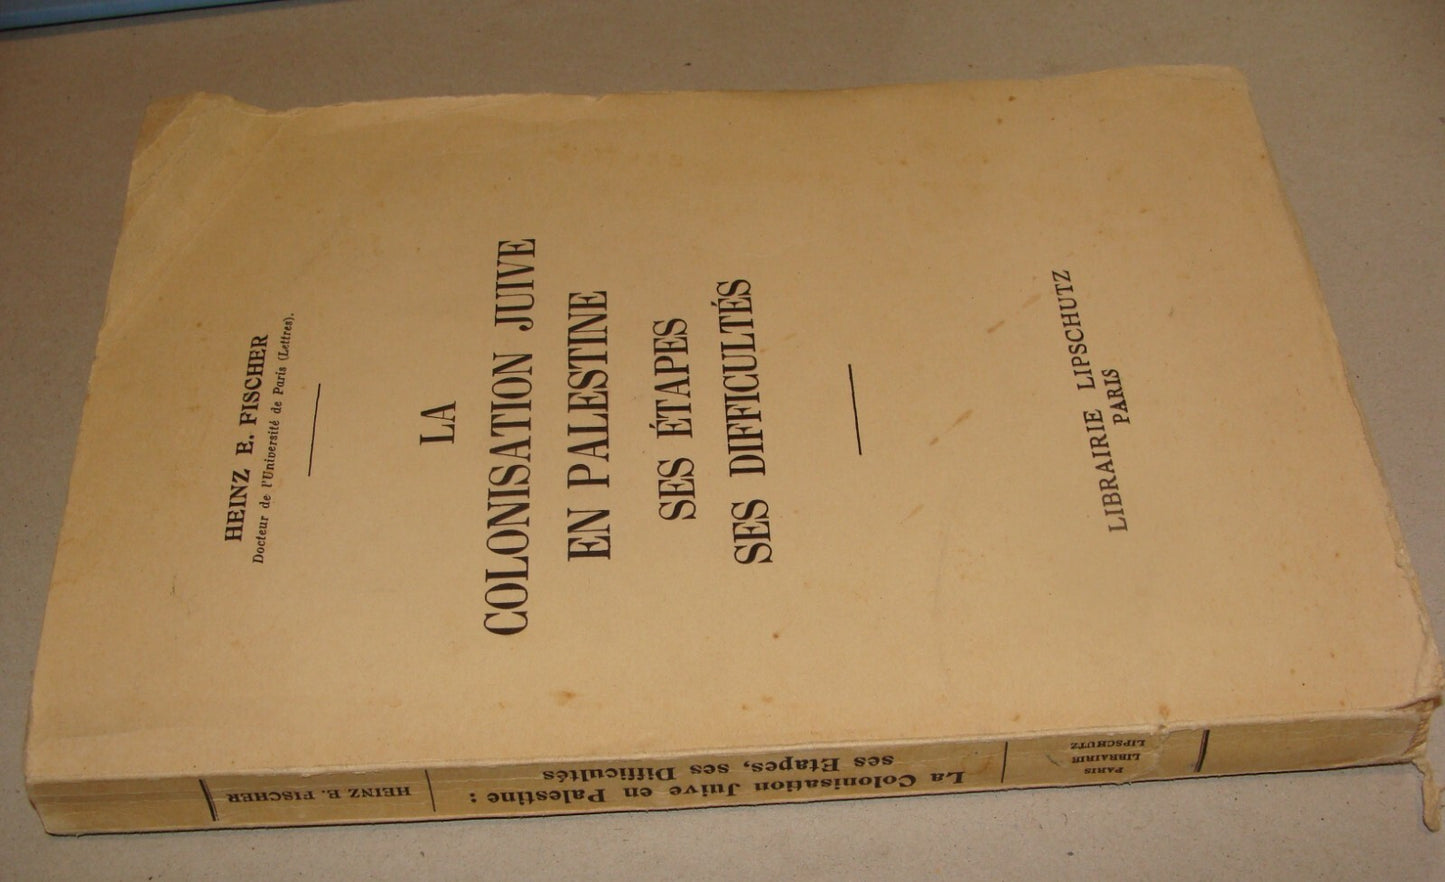 HEINZ E. FISCHER
Docteur de l'Université de Paris (Lettres).
LA
COLONISATION JUIVE
EN PALESTINE
SES ÉTAPES
SES DIFFICULTÉS
LIBRAIRIE LIPSCHUTZ
PARIS
HEINZ E. FISCHER
La Colonisation Juive en Palestine :
ses Etapes, ses Difficultés
PARIS
LIBRAIRIE
LIPSCHUTZ